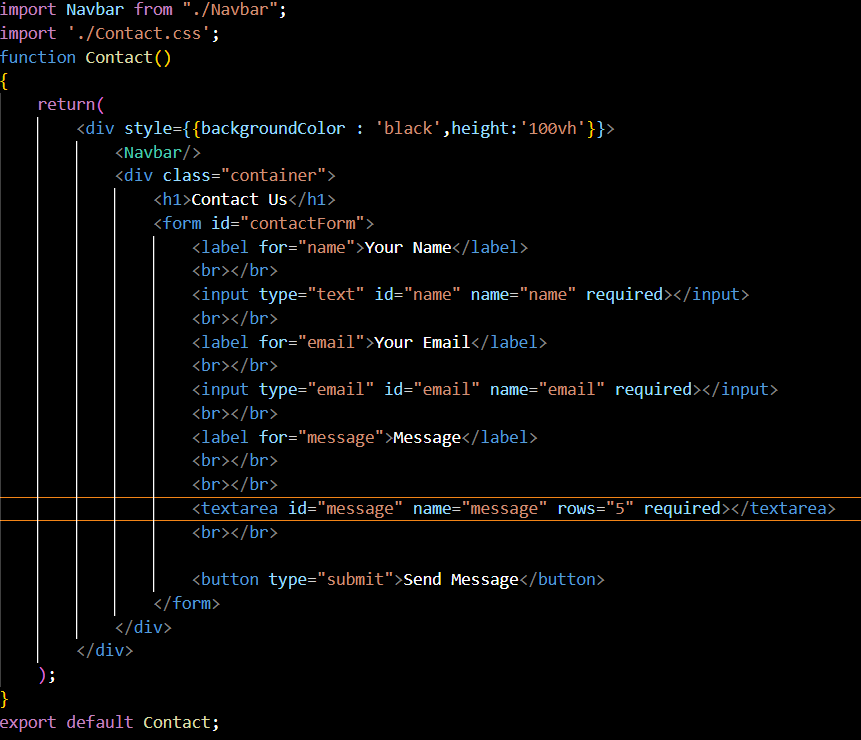 import Navbar from "./Navbar";
import './Contact.css';
function Contact()
{
    return(
        <div style={{backgroundColor : 'black',height:'100vh'}}>
            <Navbar/>
            <div class="container">
                <h1>Contact Us</h1>
                <form id="contactForm">
                    <label for="name">Your Name</label>
                    <br></br>
                    <input type="text" id="name" name="name" required></input>
                    <br></br>
                    <label for="email">Your Email</label>
                    <br></br>
                    <input type="email" id="email" name="email" required></input>
                    <br></br>
                    <label for="message">Message</label>
                    <br></br>
                    <br></br>
                    <textarea id="message" name="message" rows="5" required></textarea>
                    <br></br>

                    <button type="submit">Send Message</button>
                </form>
            </div>
        </div>
    );
}
export default Contact;